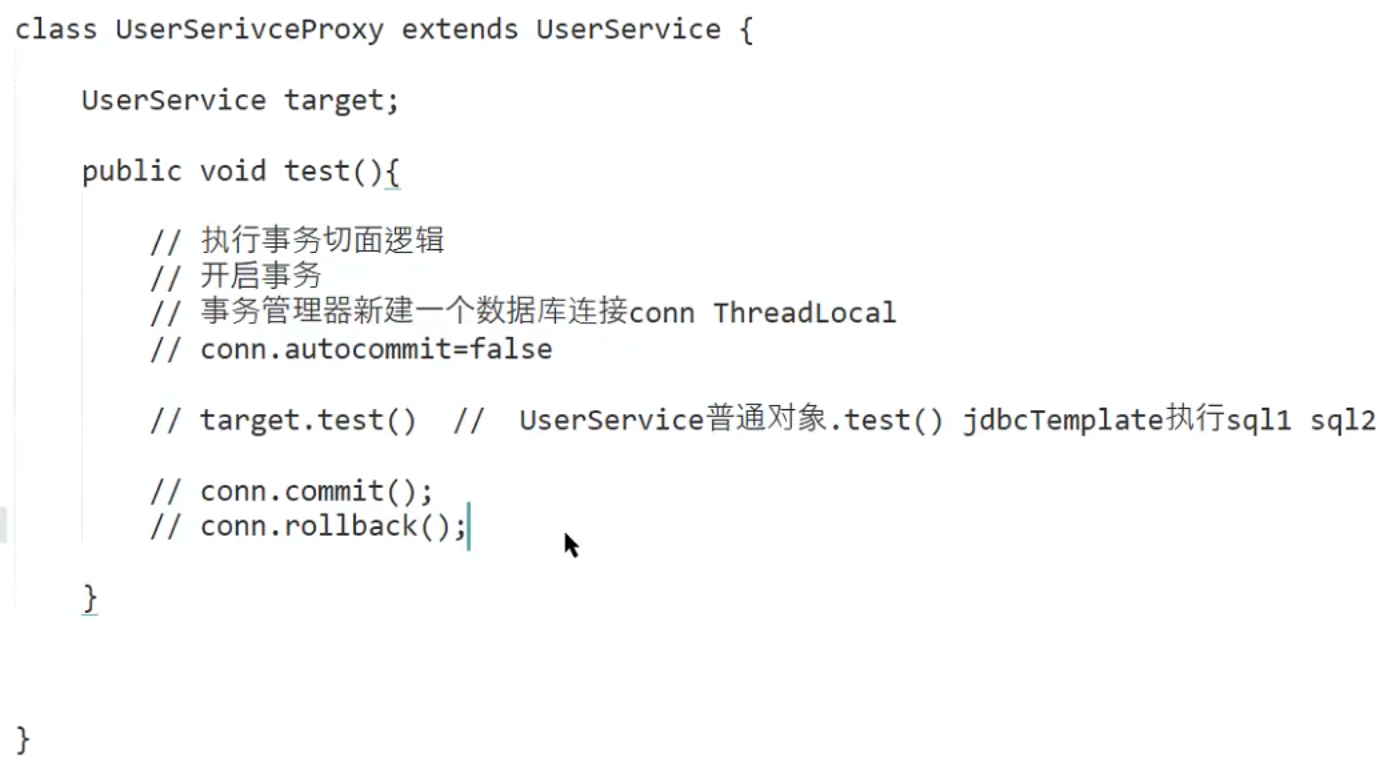 class UserSerivceProxy extends UserService {
UserService target;
public void test(){
// 执行事务切面逻辑
// 开启事务
// 事务管理器新建一个数据库连接conn ThreadLocal
// conn.autocommit=false
// target.test() // UserService普通对象.test() jdbcTemplate执行sql1 sql2
// conn.commit();
// conn.rollback();
}
}